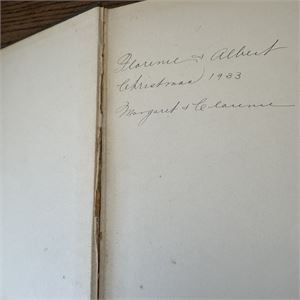 Florence & Albert
Christmas 1933
Margaret & Clarence